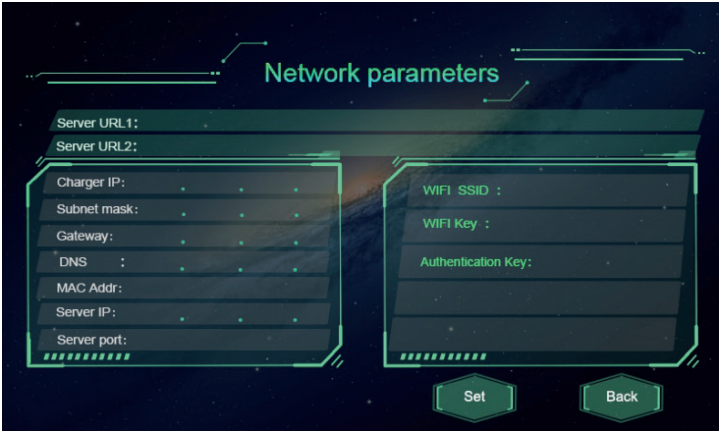 Network parameters
Server URL1:
Server URL2:
Charger IP: . . .
Subnet mask: . . .
Gateway: . . .
DNS : . . .
MAC Addr:
Server IP: . . .
Server port:
WIFI SSID :
WIFI Key :
Authentication Key:
Set
Back